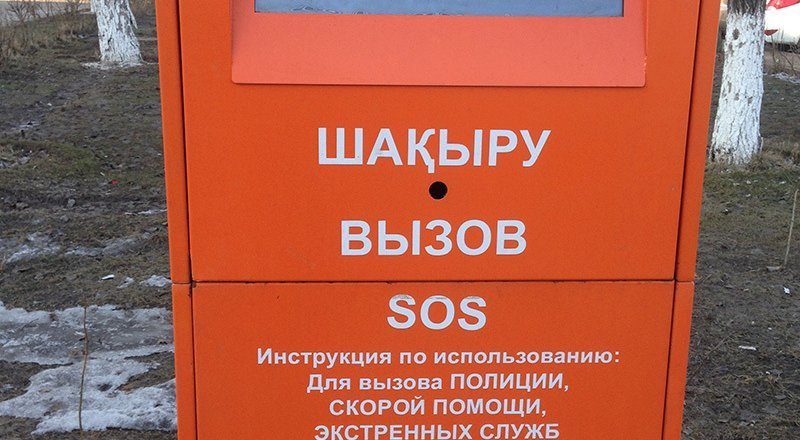 ШАҚЫРУ
ВЫЗОВ
SOS
Инструкция по использованию:
Для вызова ПОЛИЦИИ,
СКОРОЙ ПОМОЩИ,
ЭКСТРЕННЫХ СЛУЖБ